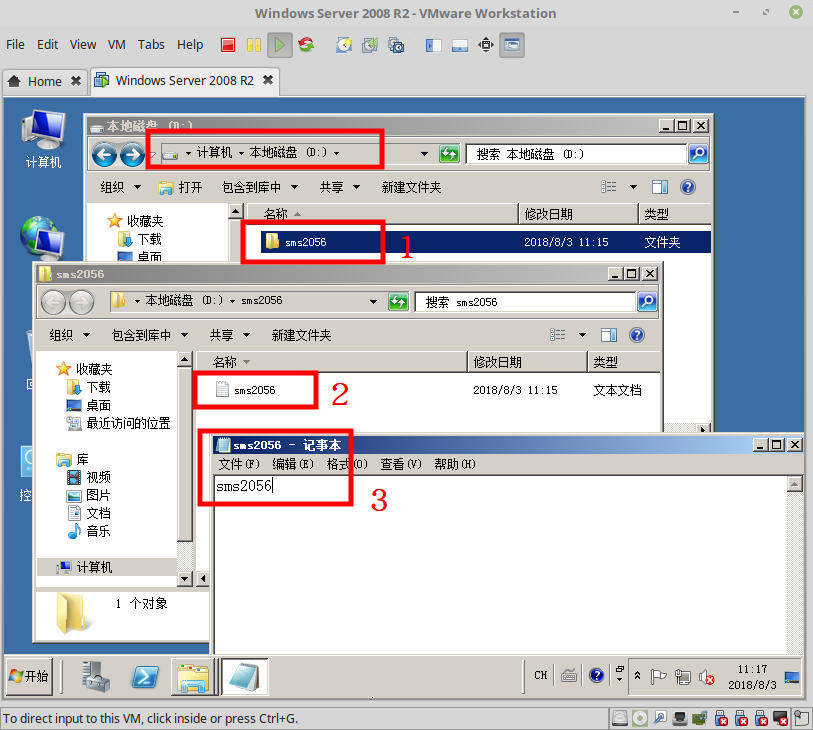 Windows Server 2008 R2 - VMware Workstation
File Edit View VM Tabs Help
Home
Windows Server 2008 R2
计算机
本地磁盘 (D:)
计算机 本地磁盘 (D:)
搜索 本地磁盘 (D:)
组织 打开 包含到库中 共享 新建文件夹
收藏夹
下载
桌面
名称 修改日期 类型
sms2056 2018/8/3 11:15 文件夹
1
sms2056
本地磁盘 (D:) sms2056
搜索 sms2056
组织 包含到库中 共享 新建文件夹
收藏夹
下载
桌面
最近访问的位置
库
视频
图片
文档
音乐
计算机
名称 修改日期 类型
sms2056 2018/8/3 11:15 文本文档
2
1 个对象
控
sms2056 - 记事本
文件(F) 编辑(E) 格式(O) 查看(V) 帮助(H)
sms2056
3
开始
CH
11:17
2018/8/3
To direct input to this VM, click inside or press Ctrl+G.